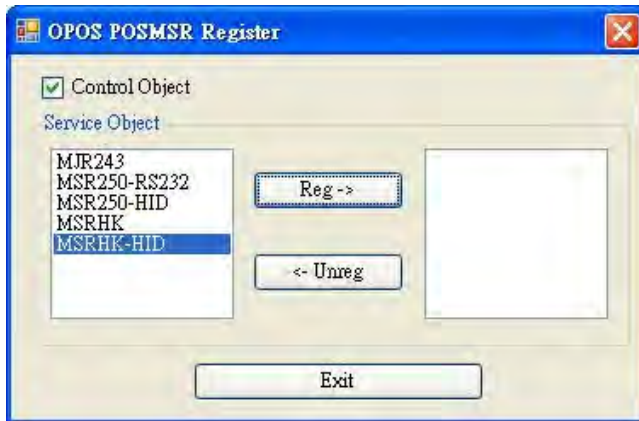 OPOS POSMSR Register
Control Object
Service Object
MJR243
MSR250-RS232
MSR250-HID
MSRHK
MSRHK-HID
Reg ->
<- Unreg
Exit